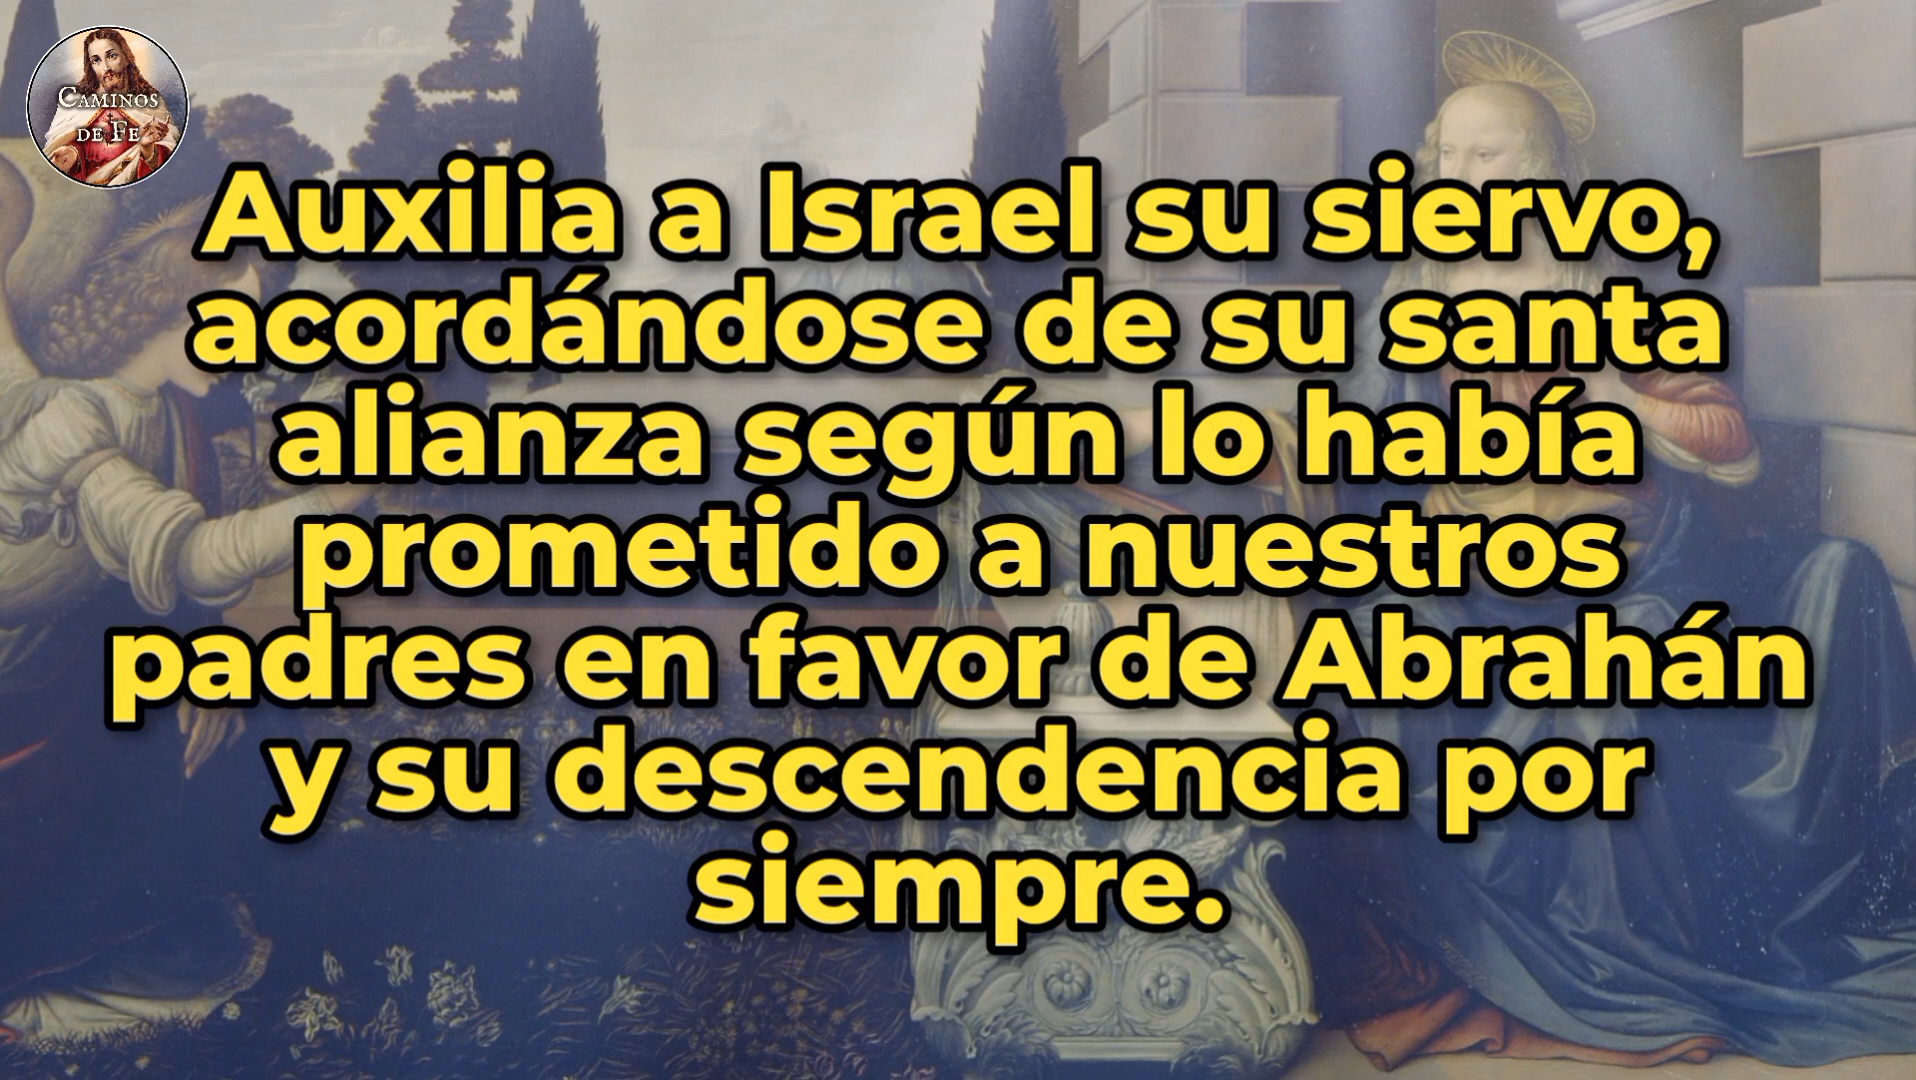 CAMINOS
DE FE
Auxilia a Israel su siervo,
acordándose de su santa
alianza según lo había
prometido a nuestros
padres en favor de Abrahán
y su descendencia por
siempre.